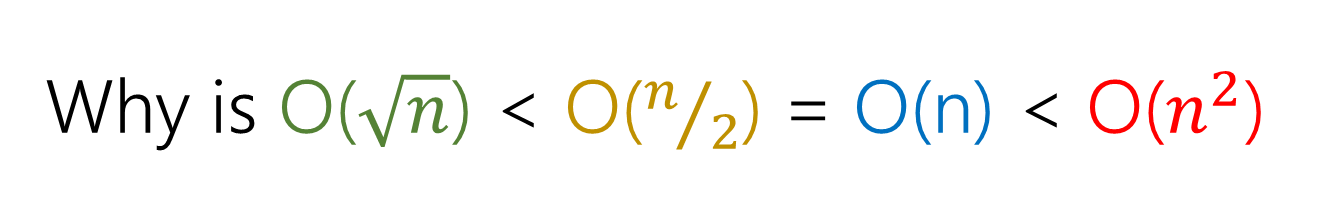 Why is O(√n) < O(n/2) = O(n) < O(n²)